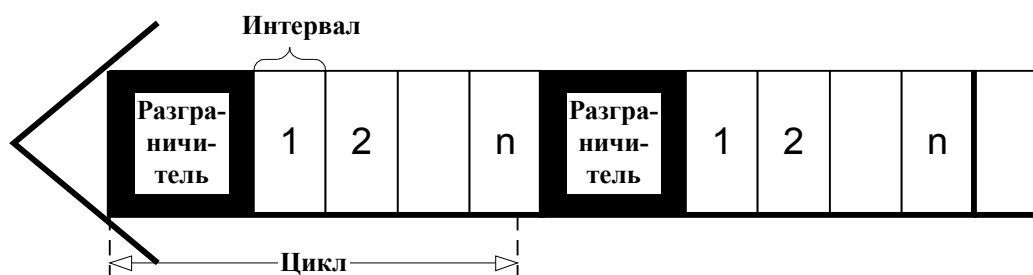 Интервал
Разгра-
ничи-
тель
1
2
n
Разгра-
ничи-
тель
1
2
n
Цикл